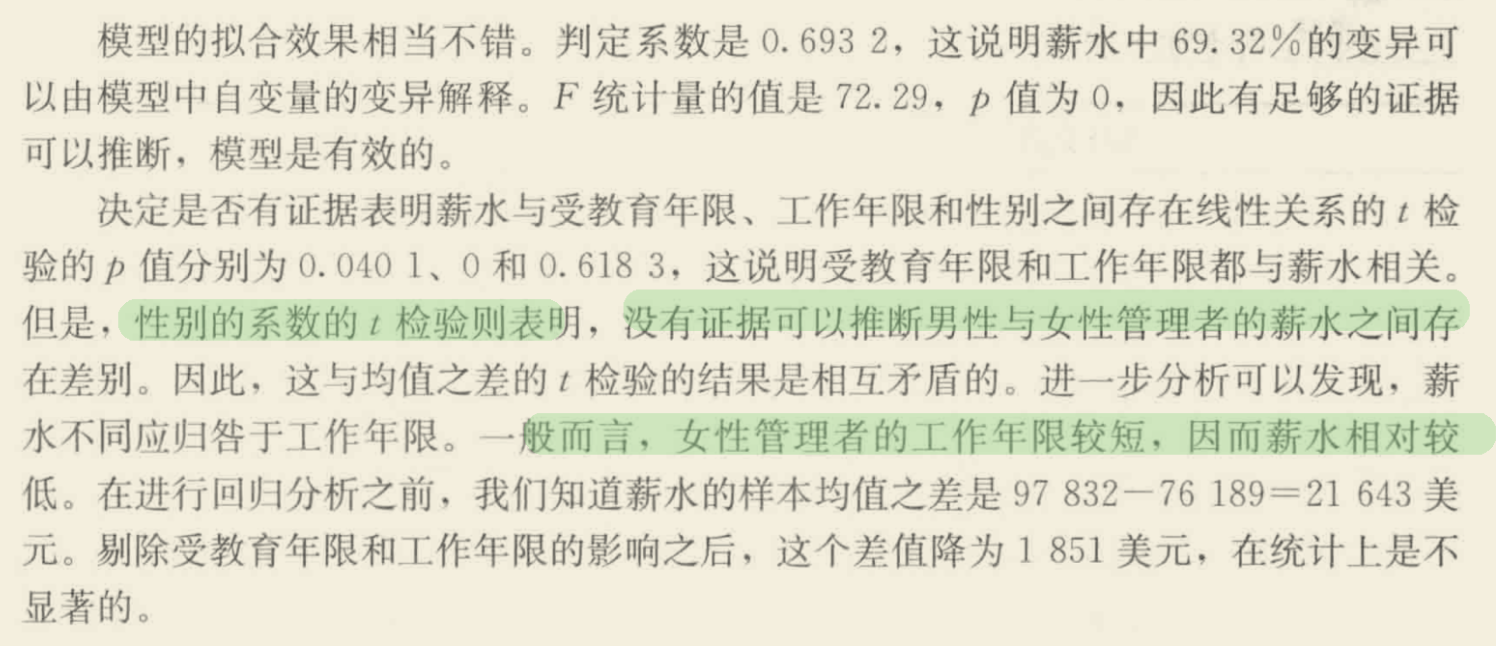 模型的拟合效果相当不错。判定系数是 0.693 2，这说明薪水中 69.32%的变异可
以由模型中自变量的变异解释。F 统计量的值是 72.29，p 值为 0，因此有足够的证据
可以推断，模型是有效的。
决定是否有证据表明薪水与受教育年限、工作年限和性别之间存在线性关系的 t 检
验的 p 值分别为 0.040 1、0 和 0.618 3，这说明受教育年限和工作年限都与薪水相关。
但是，性别的系数的 t 检验则表明，没有证据可以推断男性与女性管理者的薪水之间存
在差别。因此，这与均值之差的 t 检验的结果是相互矛盾的。进一步分析可以发现，薪
水不同应归咎于工作年限。一般而言，女性管理者的工作年限较短，因而薪水相对较
低。在进行回归分析之前，我们知道薪水的样本均值之差是 97 832－76 189＝21 643 美
元。剔除受教育年限和工作年限的影响之后，这个差值降为 1 851 美元，在统计上是不
显著的。